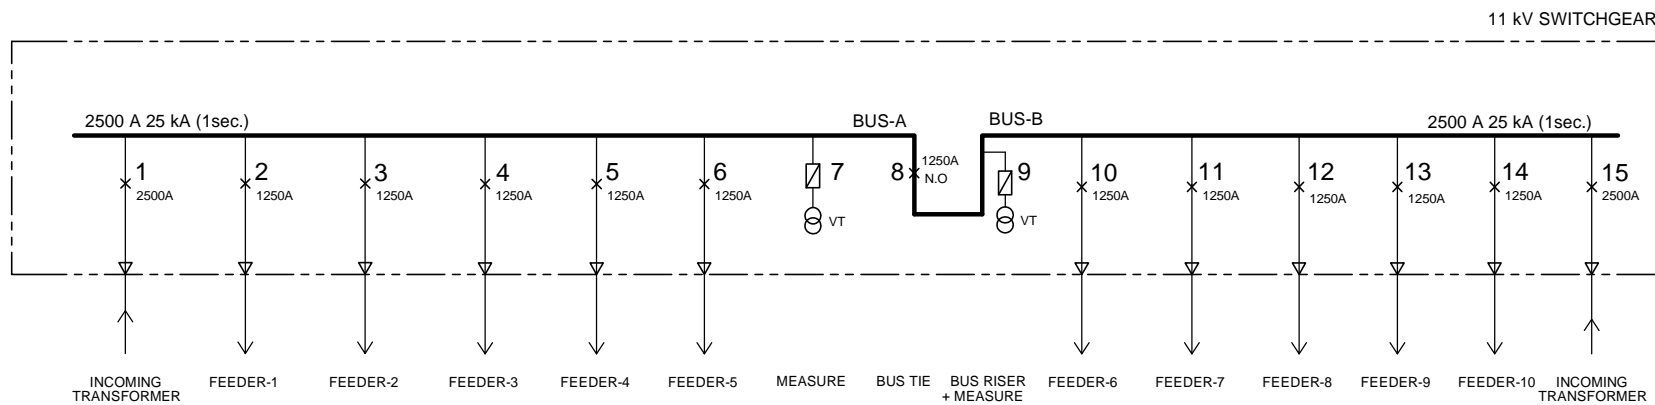 11 kV SWITCHGEAR
2500 A 25 kA (1sec.)
BUS-A
BUS-B
2500 A 25 kA (1sec.)
1
2500A
2
1250A
3
1250A
4
1250A
5
1250A
6
1250A
7
VT
8
1250A
N.O
9
VT
10
1250A
11
1250A
12
1250A
13
1250A
14
1250A
15
2500A
INCOMING
TRANSFORMER
FEEDER-1
FEEDER-2
FEEDER-3
FEEDER-4
FEEDER-5
MEASURE
BUS TIE
BUS RISER
+ MEASURE
FEEDER-6
FEEDER-7
FEEDER-8
FEEDER-9
FEEDER-10
INCOMING
TRANSFORMER